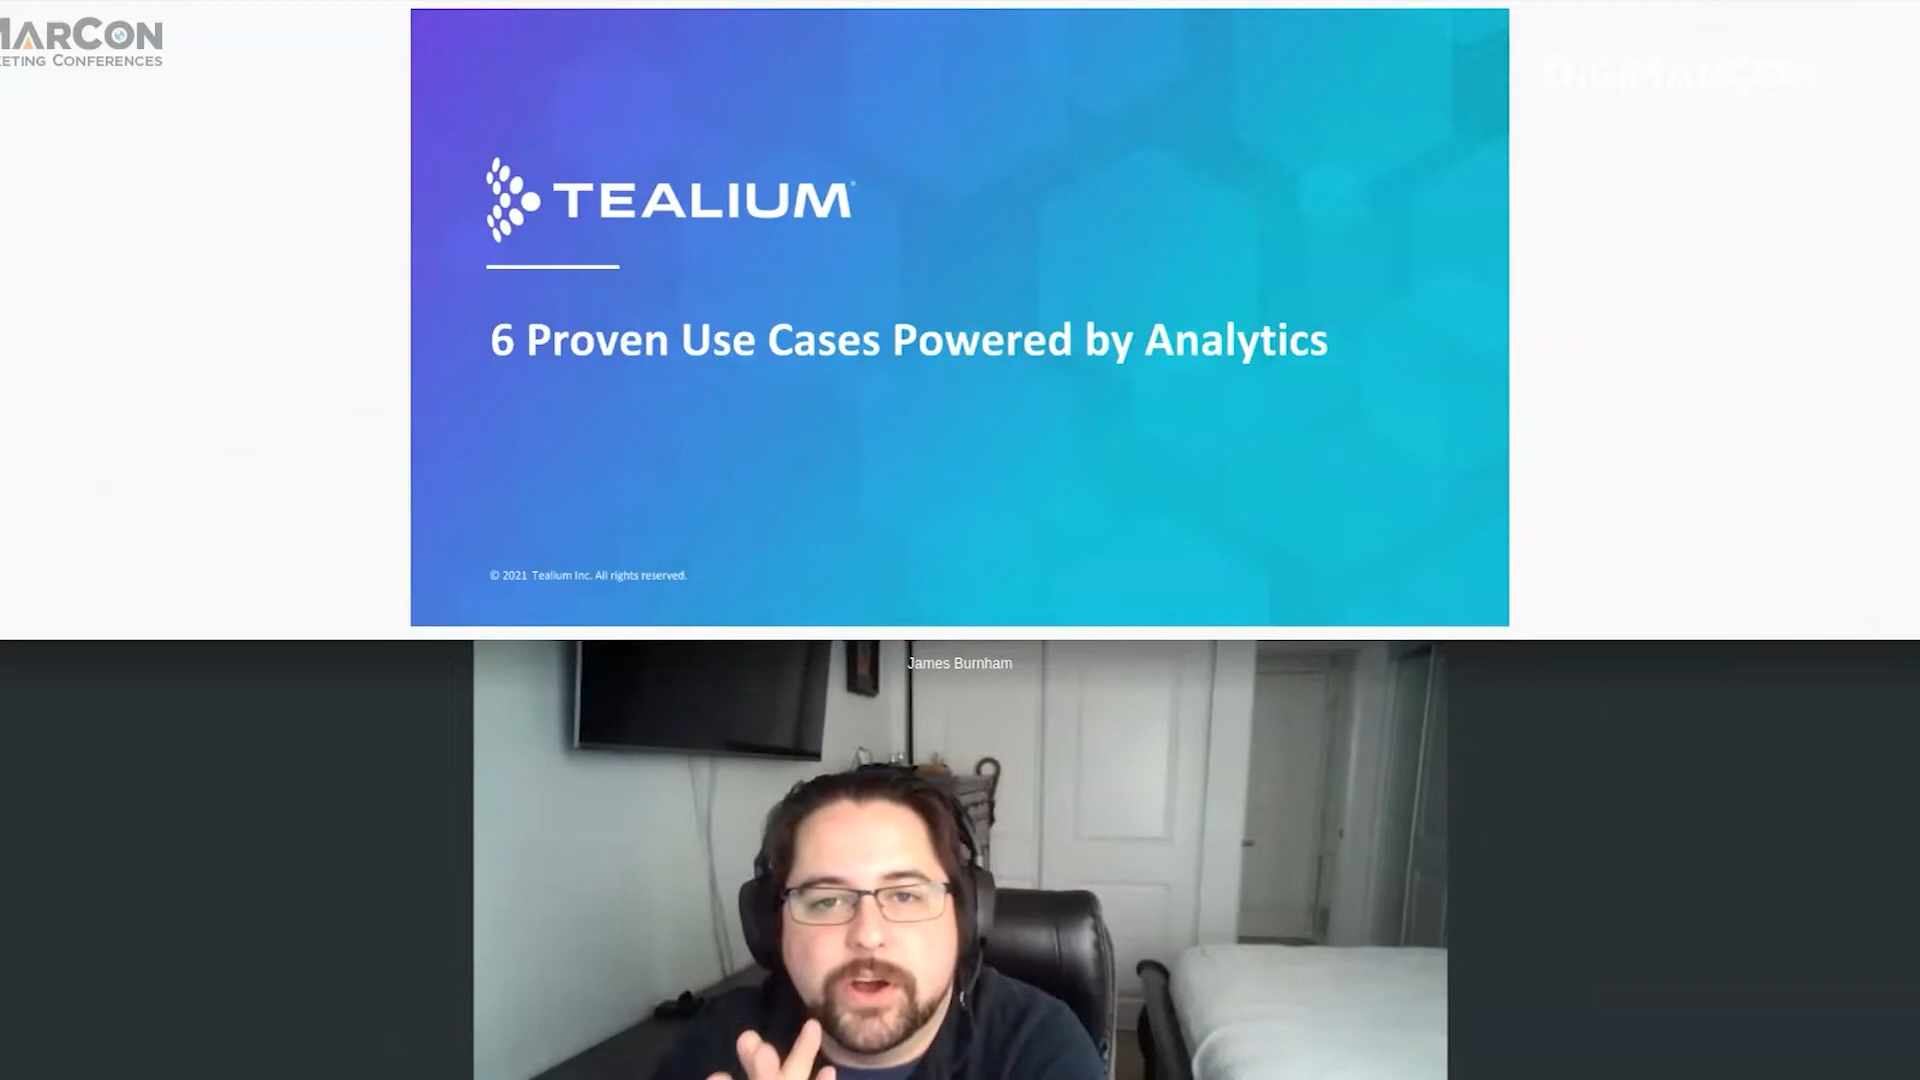 MARCON
ETING CONFERENCES
DIGIMARCON
TEALIUM
6 Proven Use Cases Powered by Analytics
© 2021 Tealium Inc. All rights reserved.
James Burnham